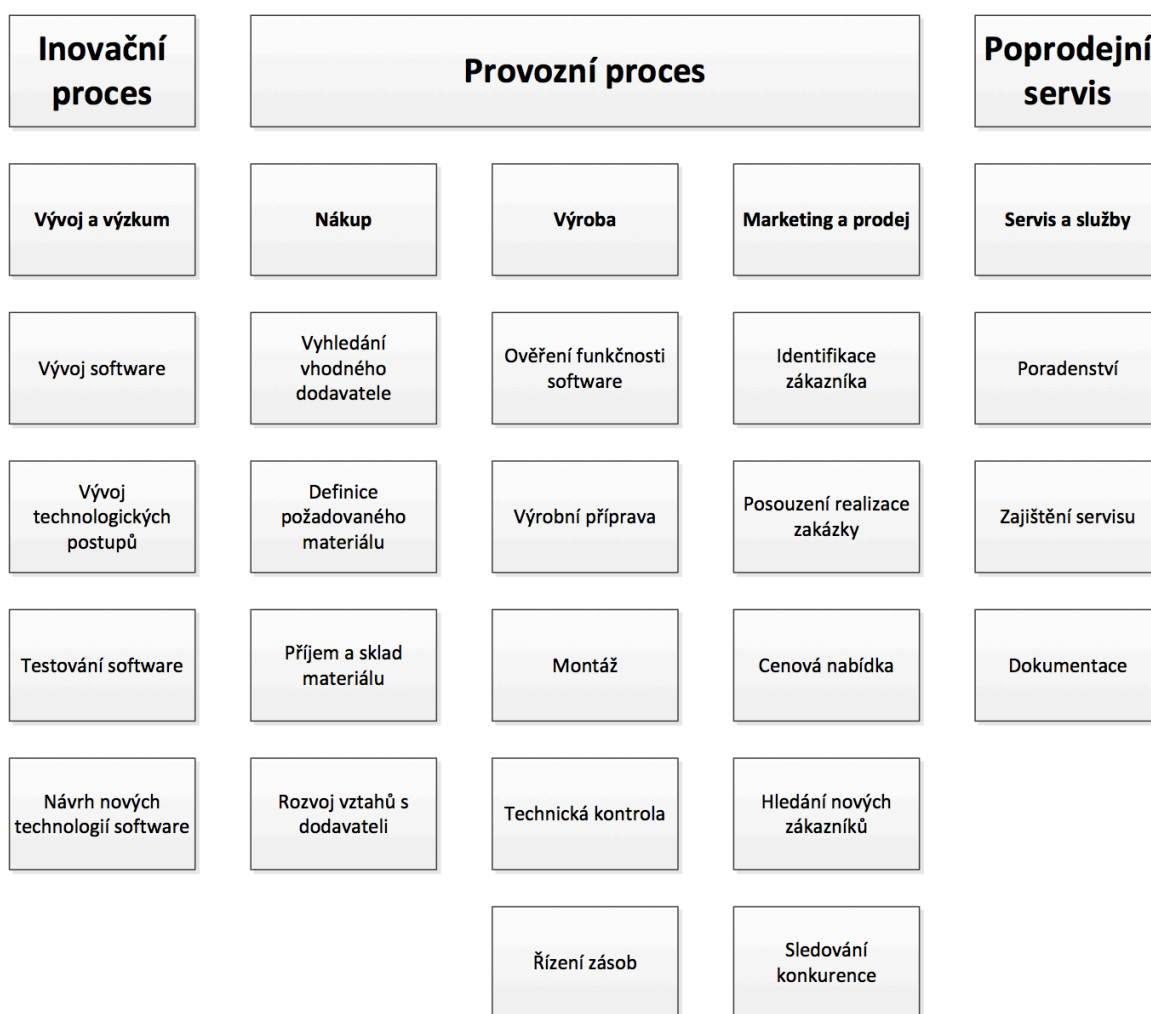 Inovační
proces
Provozní proces
Poprodejní
servis
Vývoj a výzkum
Nákup
Výroba
Marketing a prodej
Servis a služby
Vývoj software
Vyhledání
vhodného
dodavatele
Ověření funkčnosti
software
Identifikace
zákazníka
Poradenství
Vývoj
technologických
postupů
Definice
požadovaného
materiálu
Výrobní příprava
Posouzení realizace
zakázky
Zajištění servisu
Testování software
Příjem a sklad
materiálu
Montáž
Cenová nabídka
Dokumentace
Návrh nových
technologií software
Rozvoj vztahů s
dodavateli
Technická kontrola
Hledání nových
zákazníků
Řízení zásob
Sledování
konkurence